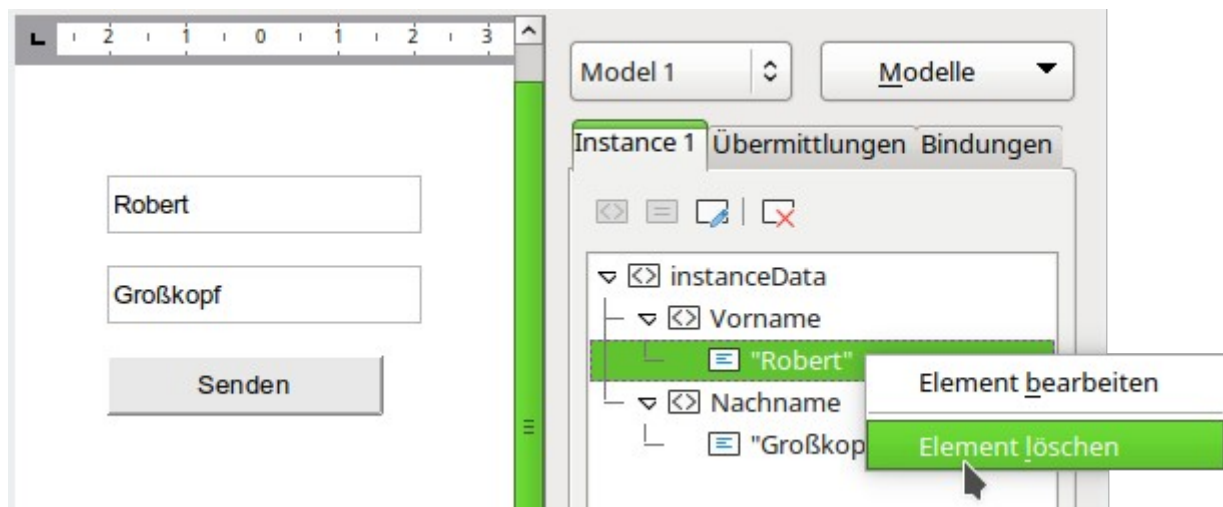 2 1 0 1 2 3
Robert
Großkopf
Senden
Model 1
Modelle
Instance 1 Übermittlungen Bindungen
instanceData
Vorname
"Robert"
Nachname
"Großkop
Element bearbeiten
Element löschen